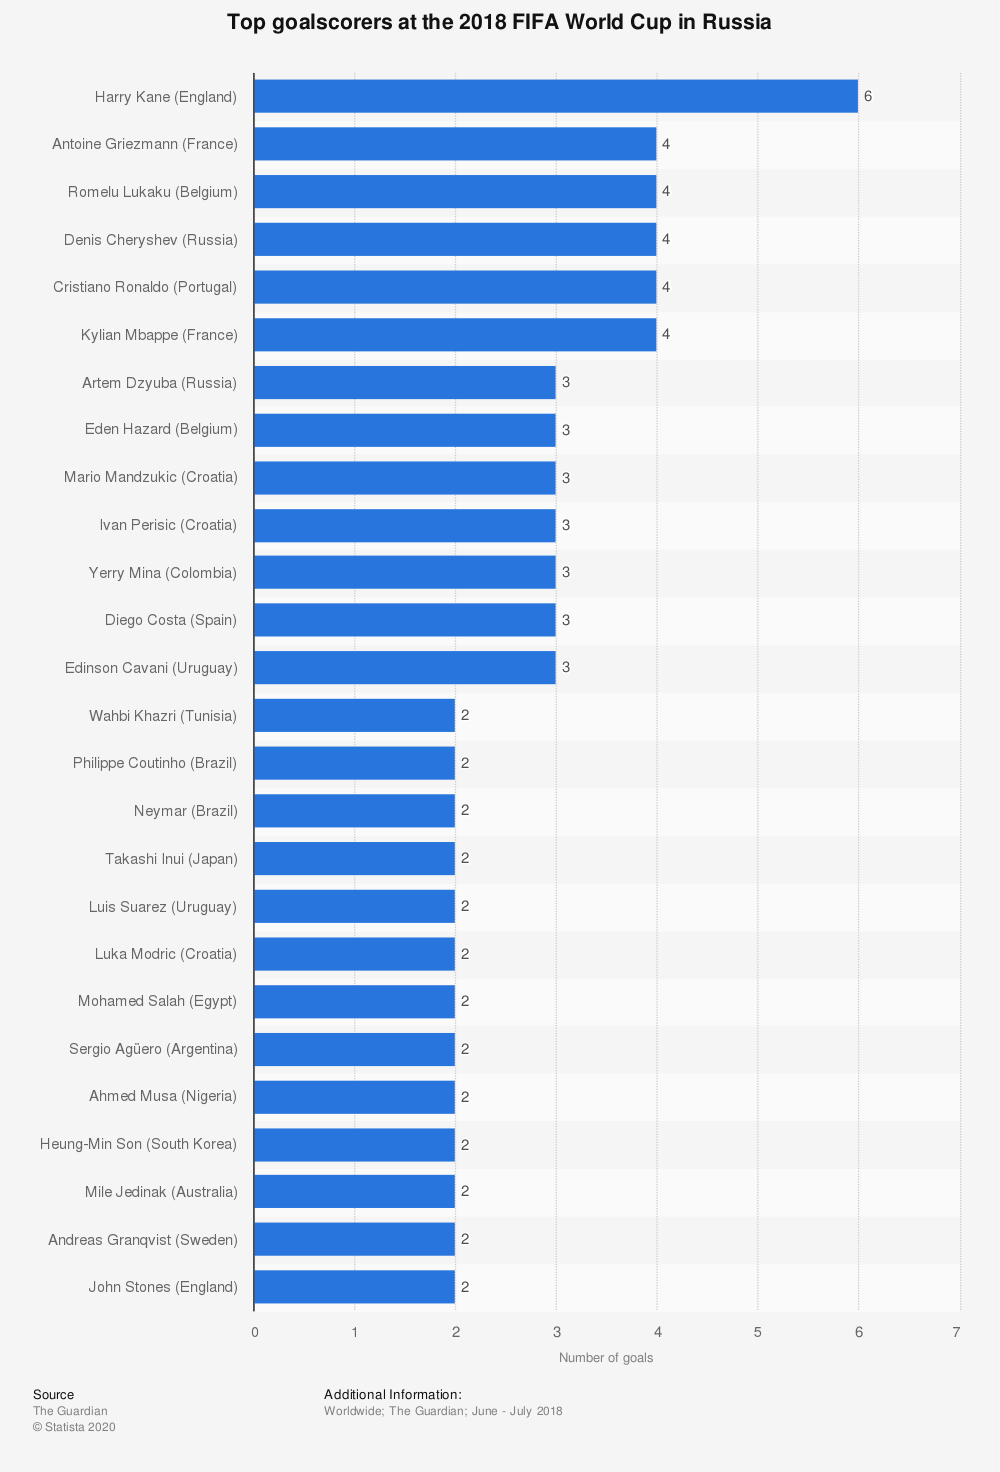 Top goalscorers at the 2018 FIFA World Cup in Russia
Harry Kane (England) 6
Antoine Griezmann (France) 4
Romelu Lukaku (Belgium) 4
Denis Cheryshev (Russia) 4
Cristiano Ronaldo (Portugal) 4
Kylian Mbappe (France) 4
Artem Dzyuba (Russia) 3
Eden Hazard (Belgium) 3
Mario Mandzukic (Croatia) 3
Ivan Perisic (Croatia) 3
Yerry Mina (Colombia) 3
Diego Costa (Spain) 3
Edinson Cavani (Uruguay) 3
Wahbi Khazri (Tunisia) 2
Philippe Coutinho (Brazil) 2
Neymar (Brazil) 2
Takashi Inui (Japan) 2
Luis Suarez (Uruguay) 2
Luka Modric (Croatia) 2
Mohamed Salah (Egypt) 2
Sergio Agüero (Argentina) 2
Ahmed Musa (Nigeria) 2
Heung-Min Son (South Korea) 2
Mile Jedinak (Australia) 2
Andreas Granqvist (Sweden) 2
John Stones (England) 2
0 1 2 3 4 5 6 7
Number of goals
Source
The Guardian
© Statista 2020
Additional Information:
Worldwide; The Guardian; June - July 2018